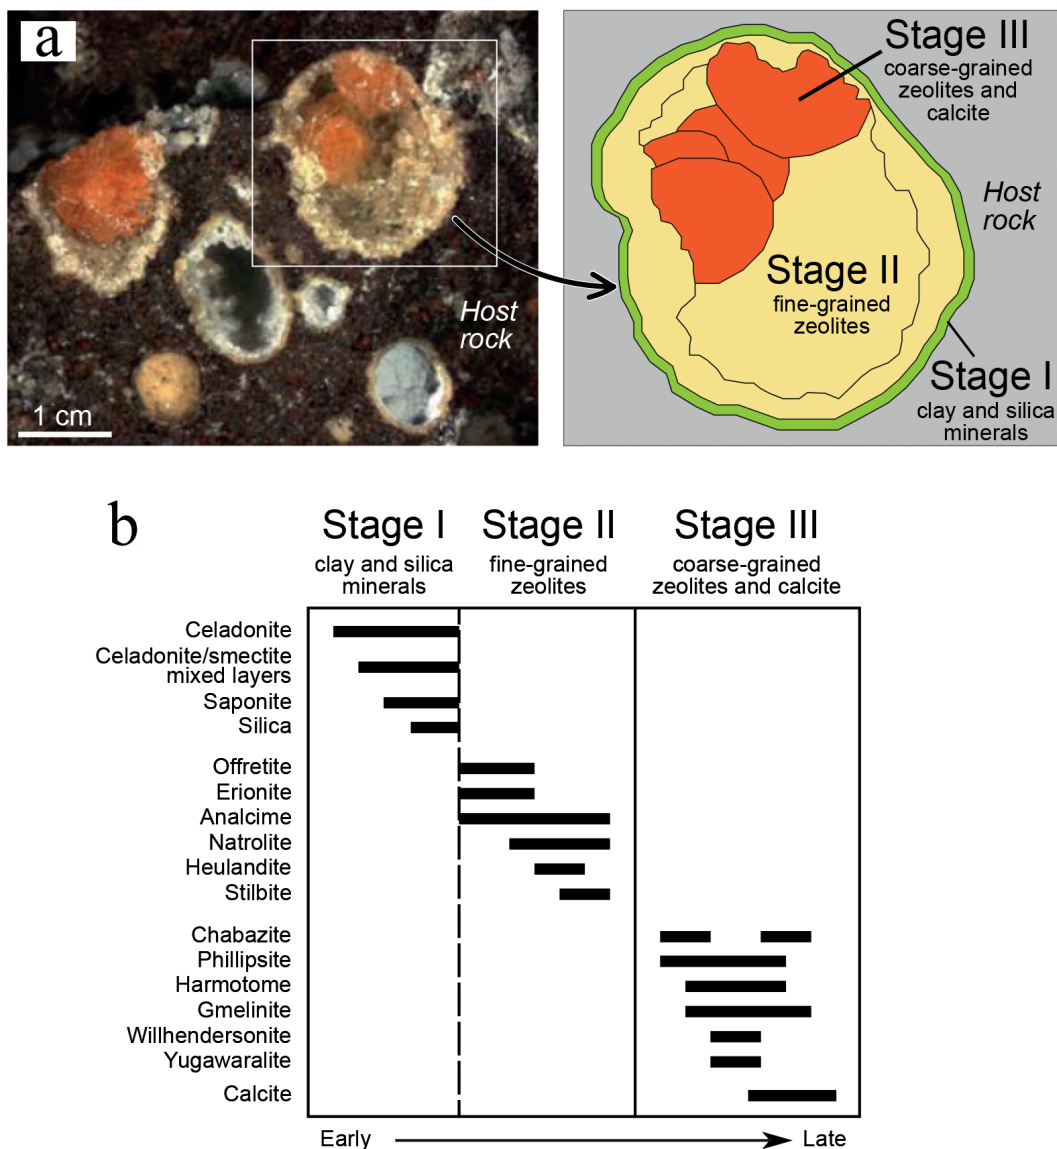 a
Host
rock
1 cm
Stage III
coarse-grained
zeolites and
calcite
Host
rock
Stage II
fine-grained
zeolites
Stage I
clay and silica
minerals
b
Stage I
clay and silica
minerals
Stage II
fine-grained
zeolites
Stage III
coarse-grained
zeolites and calcite
Celadonite
Celadonite/smectite
mixed layers
Saponite
Silica
Offretite
Erionite
Analcime
Natrolite
Heulandite
Stilbite
Chabazite
Phillipsite
Harmotome
Gmelinite
Willhendersonite
Yugawaralite
Calcite
Early
Late